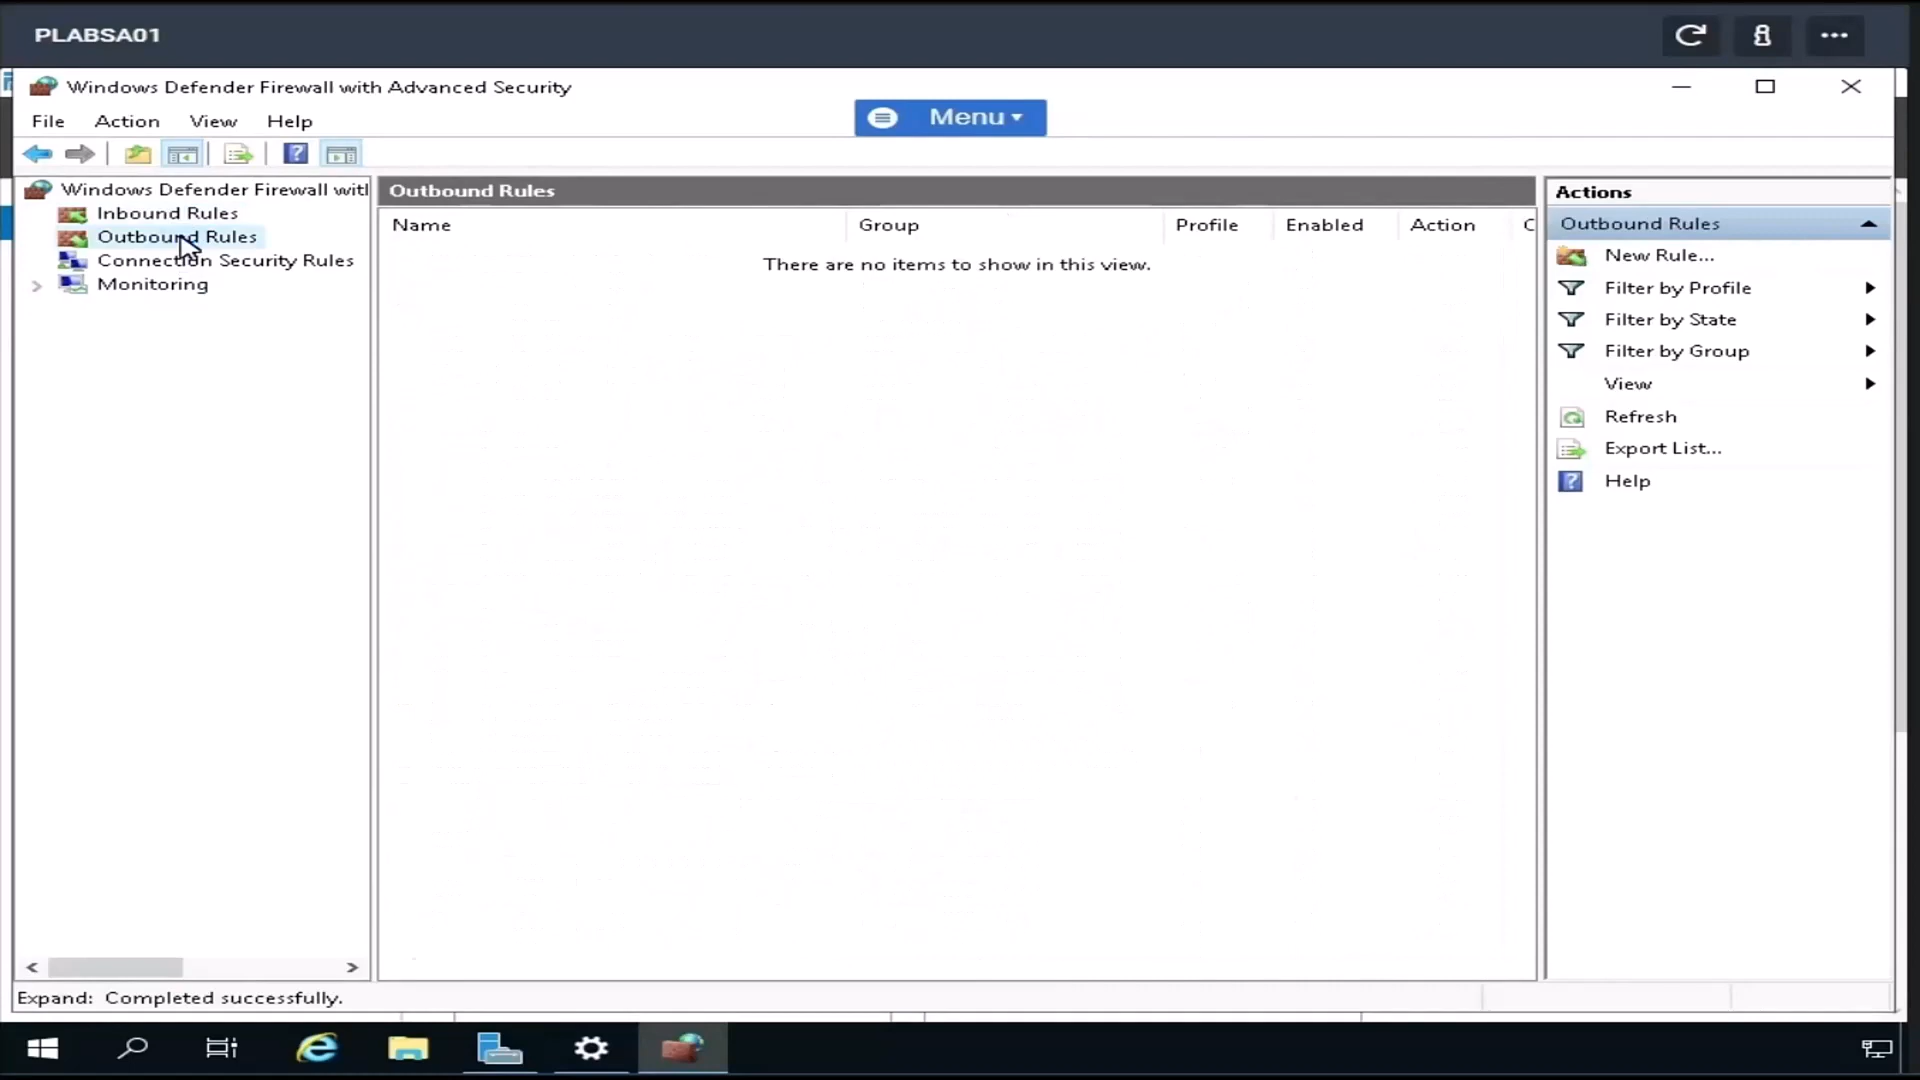 PLABSA01
Windows Defender Firewall with Advanced Security
Menu
File Action View Help
Windows Defender Firewall with
Inbound Rules
Outbound Rules
Connection Security Rules
Monitoring
Outbound Rules
Name Group Profile Enabled Action C
There are no items to show in this view.
Actions
Outbound Rules
New Rule...
Filter by Profile
Filter by State
Filter by Group
View
Refresh
Export List...
Help
Expand: Completed successfully.